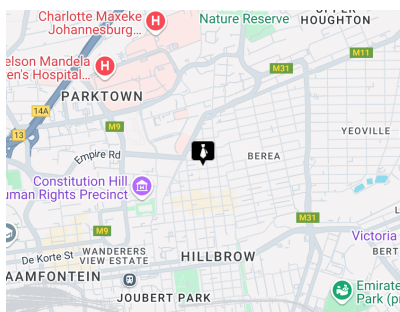 UPPER
HOUGHTON
Charlotte Maxeke
Johannesburg...
Nature Reserve
M11
elson Mandela
en's Hospital...
M31
PARKTOWN
14A
13
M9
YEOVILLE
Empire Rd
BEREA
Constitution Hill
uman Rights Precinct
M9
M31
Victoria
De Korte St
WANDERERS
VIEW ESTATE
HILLBROW
BERT
AAMFONTEIN
JOUBERT PARK
Emirate
Park (p